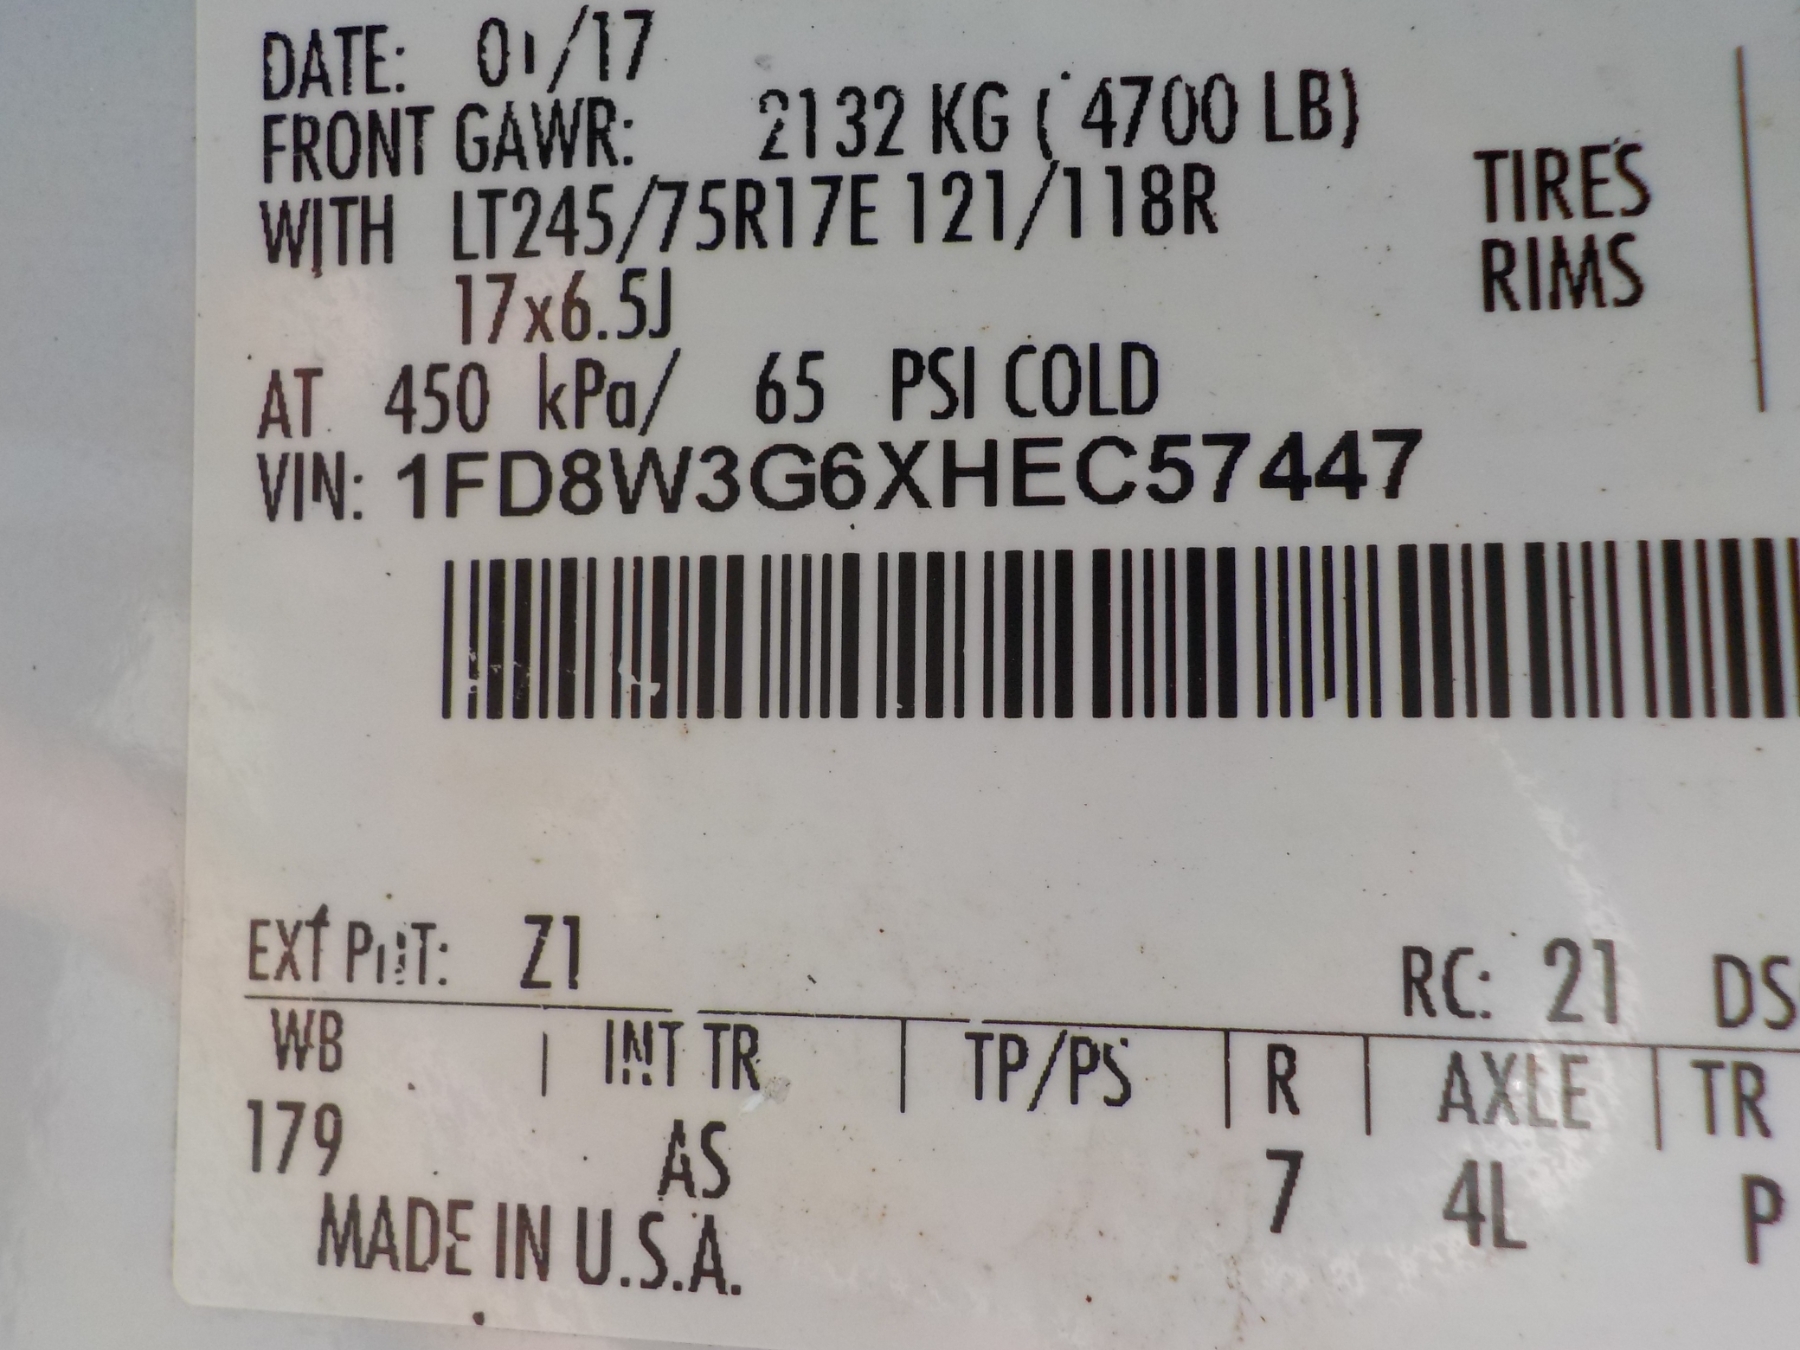 DATE: 01/17
FRONT GAWR: 2132 KG ( 4700 LB)
WITH LT245/75R17E 121/118R TIRES
17x6.5J RIMS
AT 450 kPa/ 65 PSI COLD
VIN: 1FD8W3G6XHEC57447
EXT PNT: Z1 RC: 21 DS
WB | INT TR | TP/PS | R | AXLE | TR
179 AS 7 4L P
MADE IN U.S.A.